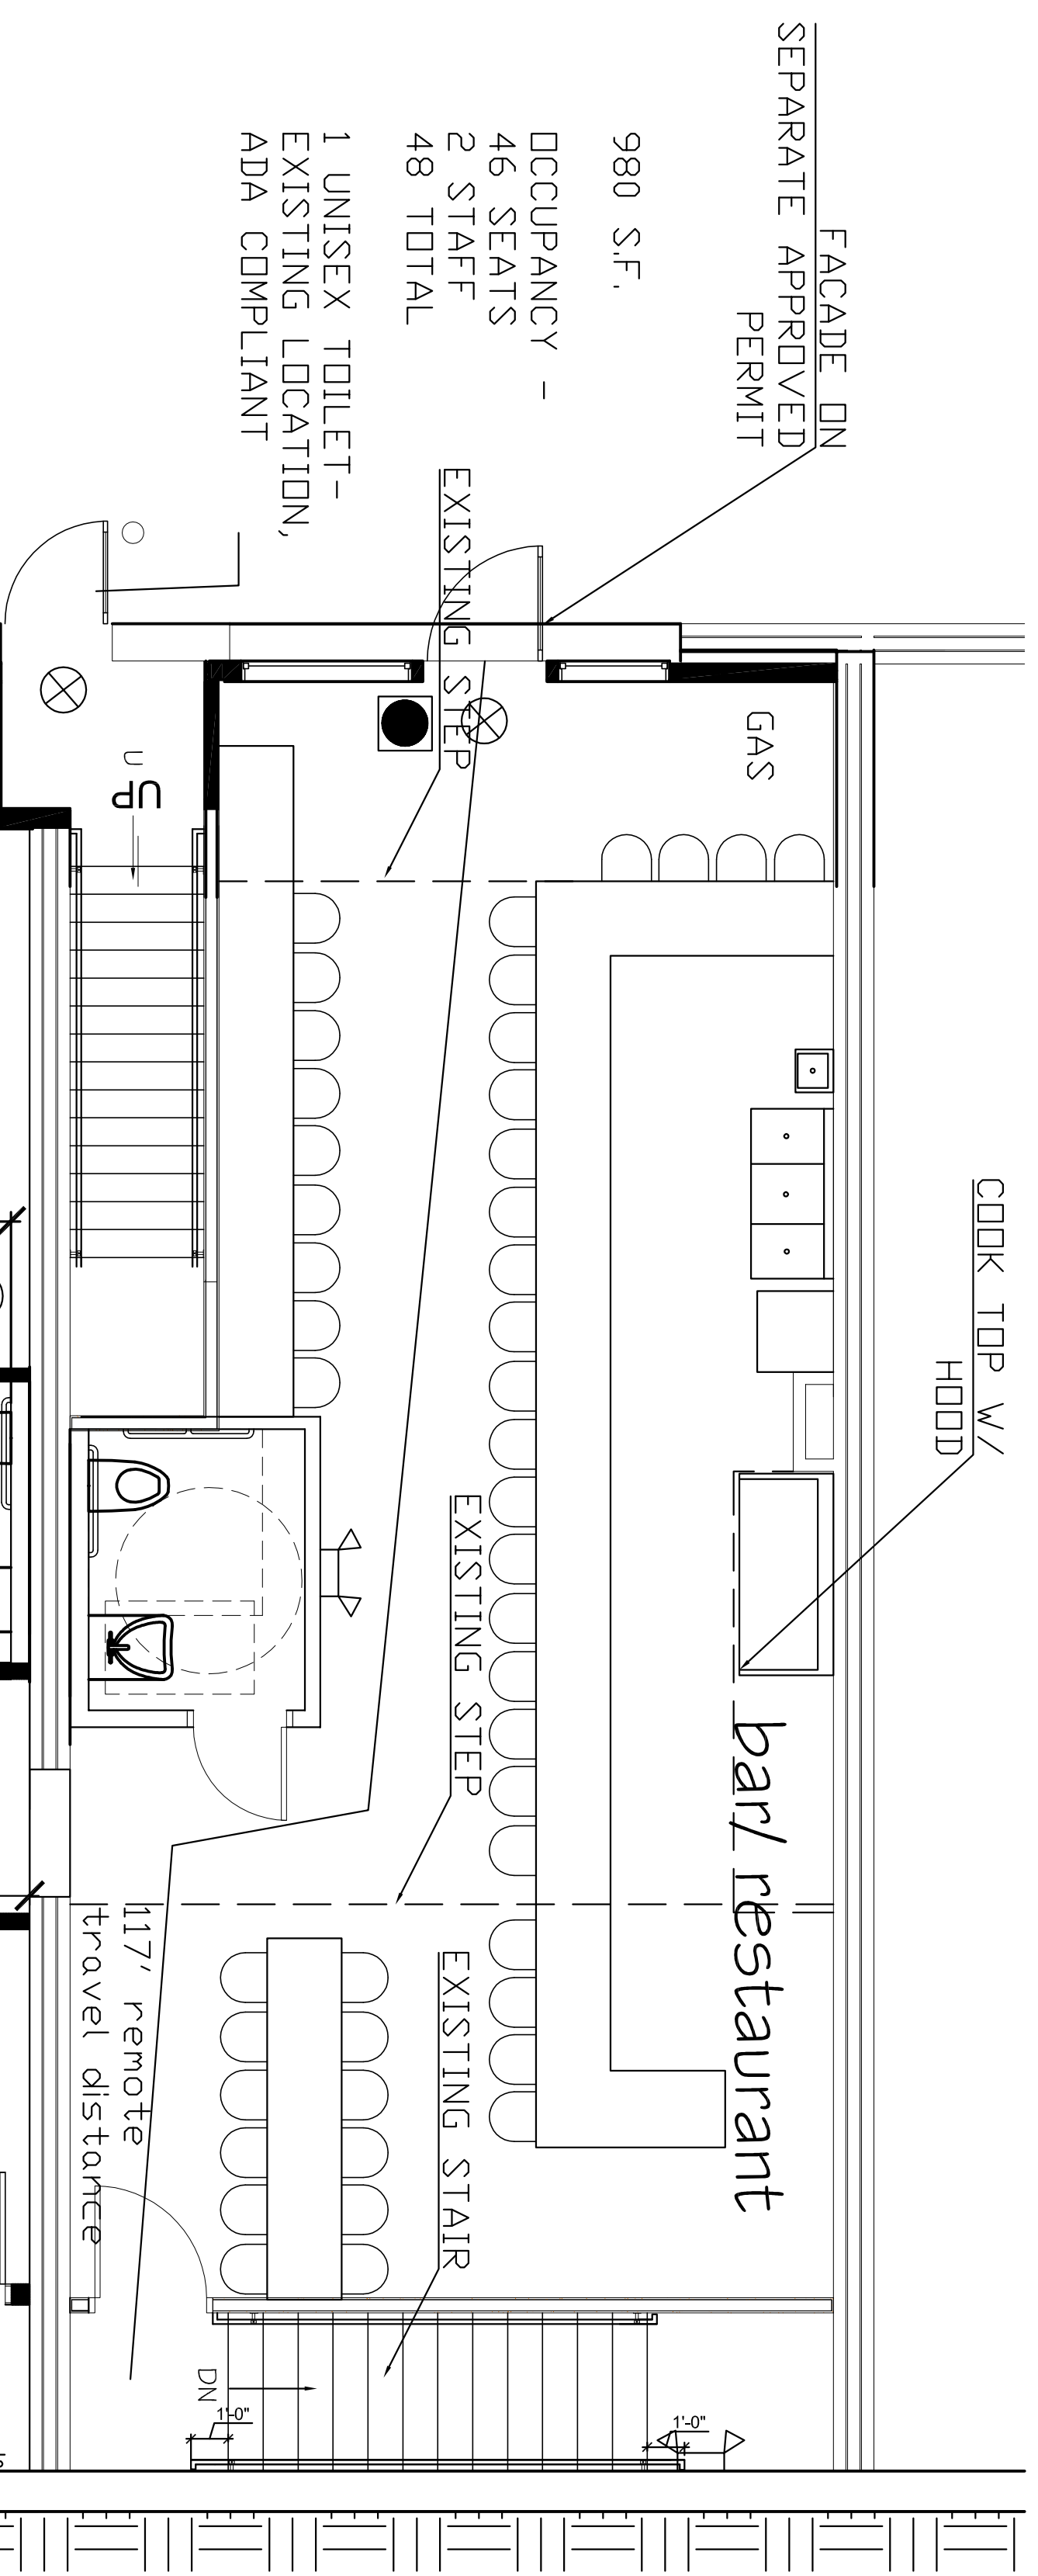 FACADE ON
SEPARATE APPROVED
PERMIT
980 S.F.
OCCUPANCY -
46 SEATS
2 STAFF
48 TOTAL
1 UNISEX TOILET-
EXISTING LOCATION,
ADA COMPLIANT
EXISTING STEP
GAS
U
UP
COOK TOP W/
HOOD
EXISTING STEP
bar/ restaurant
117' remote
travel distance
EXISTING STAIR
DN
1'-0"
1'-0"